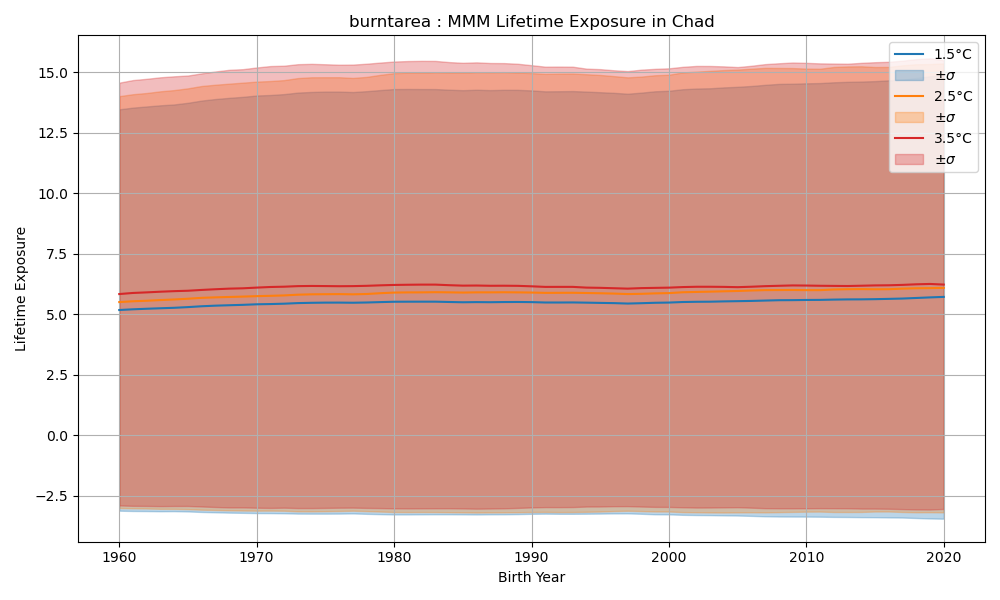 burntarea : MMM Lifetime Exposure in Chad
Lifetime Exposure
15.0
12.5
10.0
7.5
5.0
2.5
0.0
−2.5
1.5°C
±σ
2.5°C
±σ
3.5°C
±σ
1960 1970 1980 1990 2000 2010 2020
Birth Year